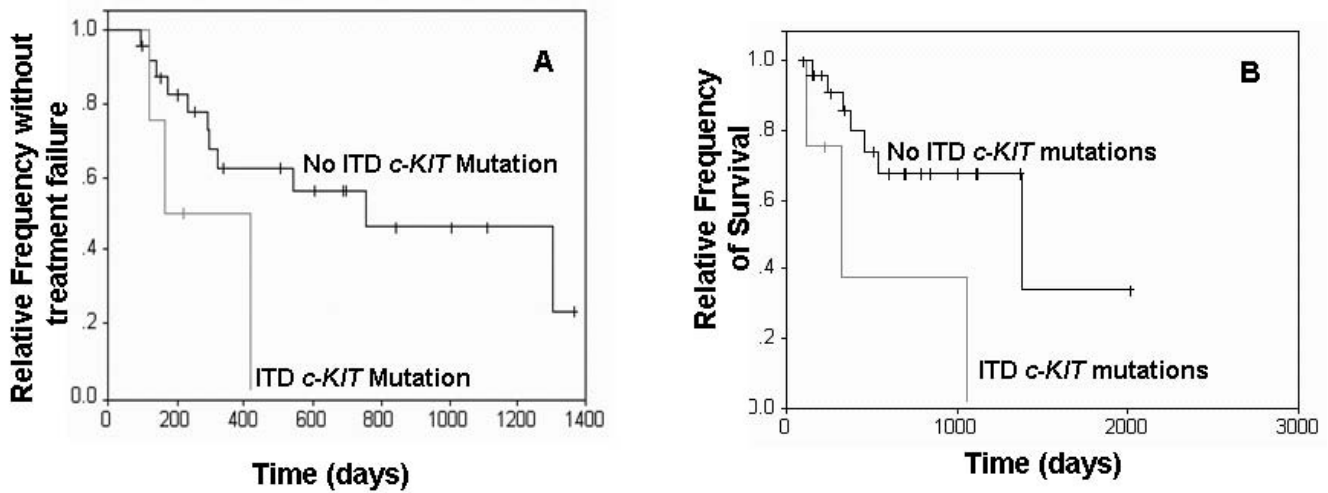 Relative Frequency without
treatment failure
1.0
.8
.6
.4
.2
0.0
A
No ITD c-KIT Mutation
ITD c-KIT Mutation
0 200 400 600 800 1000 1200 1400
Time (days)
Relative Frequency
of Survival
1.0
.8
.6
.4
.2
0.0
B
No ITD c-KIT mutations
ITD c-KIT mutations
0 1000 2000 3000
Time (days)